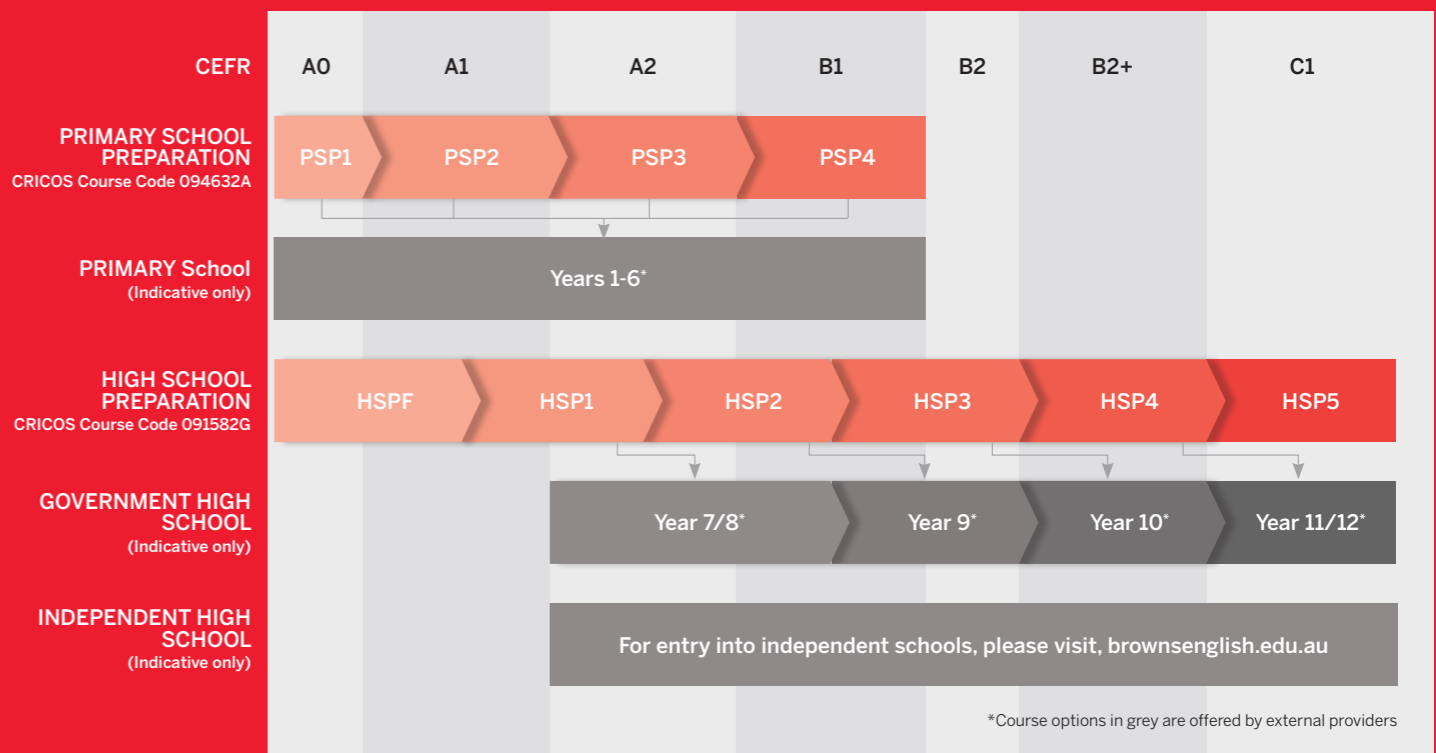 CEFR
A0
A1
A2
B1
B2
B2+
C1
PRIMARY SCHOOL
PREPARATION
CRICOS Course Code 094632A
PSP1
PSP2
PSP3
PSP4
PRIMARY School
(Indicative only)
Years 1-6*
HIGH SCHOOL
PREPARATION
CRICOS Course Code 091582G
HSPF
HSP1
HSP2
HSP3
HSP4
HSP5
GOVERNMENT HIGH
SCHOOL
(Indicative only)
Year 7/8*
Year 9*
Year 10*
Year 11/12*
INDEPENDENT HIGH
SCHOOL
(Indicative only)
For entry into independent schools, please visit, brownsenglish.edu.au
*Course options in grey are offered by external providers